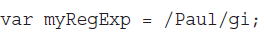 var myRegExp = /Paul/gi;